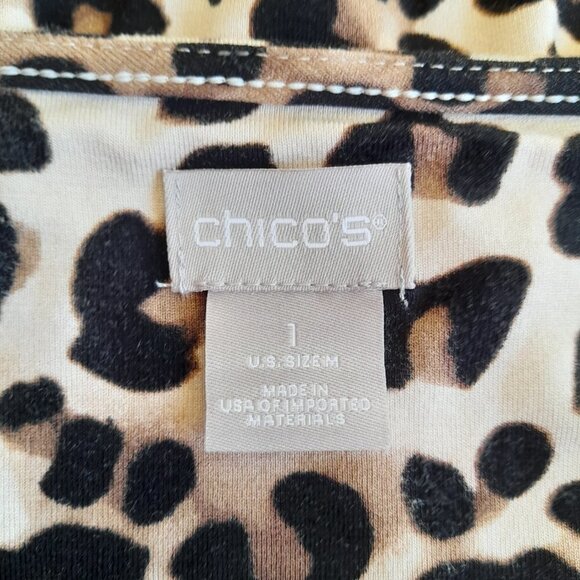 chico's®
1
U.S. SIZE M
MADE IN
USA OF IMPORTED
MATERIALS